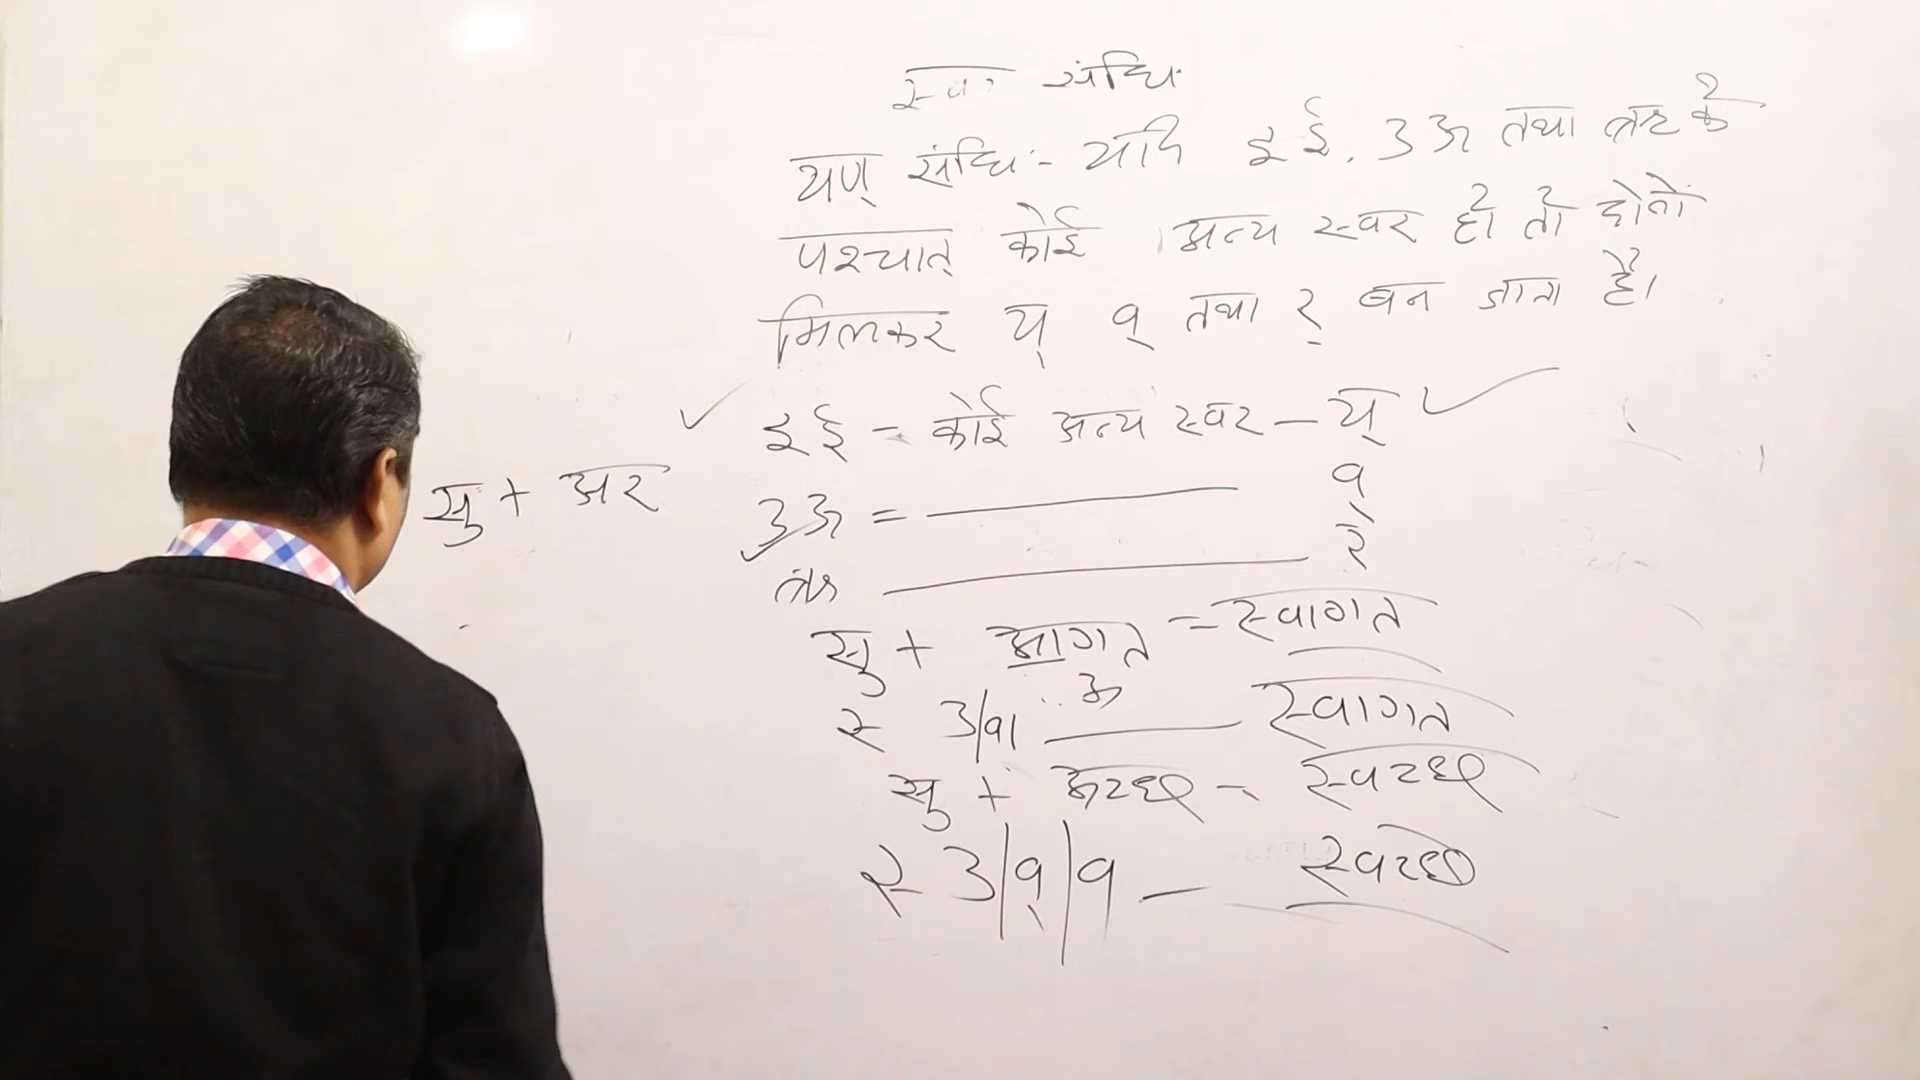 स्वर संधि
यण् संधि:- यदि इ ई, उ ऊ तथा ऋ के
पश्चात् कोई अन्य स्वर हो तो दोनों
मिलकर य् व् तथा र् बन जाता है।
इ ई = कोई अन्य स्वर — य्
उ ऊ = — व
ऋ — रे
सु + अर
सु + आगत = स्वागत
स् उ/वा — स्वागत
सु + अच्छ - स्वच्छ
स् उ/व्/व — स्वच्छ